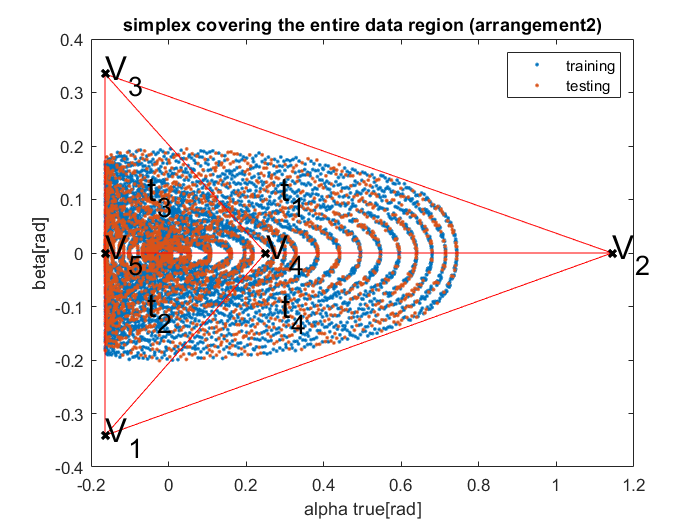 simplex covering the entire data region (arrangement2)
training
testing
0.4
0.3
0.2
0.1
0
-0.1
-0.2
-0.3
-0.4
beta[rad]
V3
t3
t1
V5
V4
V2
t2
t4
V1
-0.2 0 0.2 0.4 0.6 0.8 1 1.2
alpha true[rad]